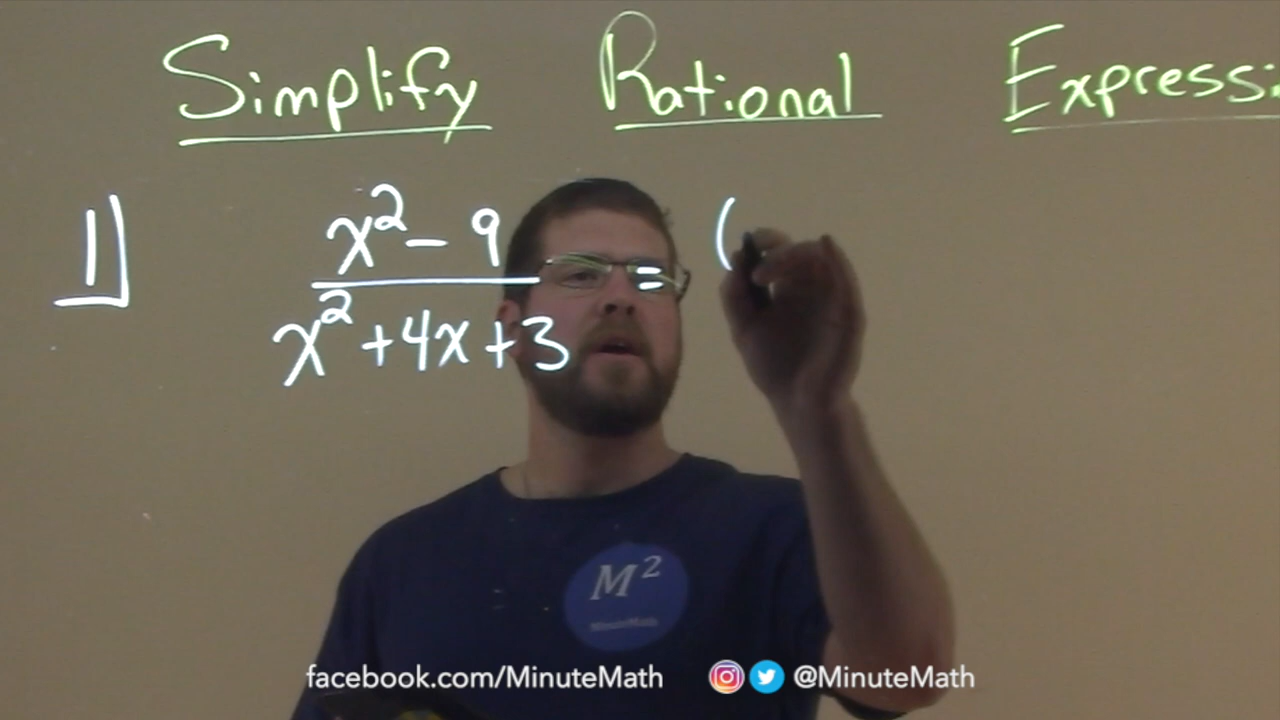 Simplify Rational Expressi
1] x² - 9 = (
x² + 4x + 3
M²
MinuteMath
facebook.com/MinuteMath @MinuteMath